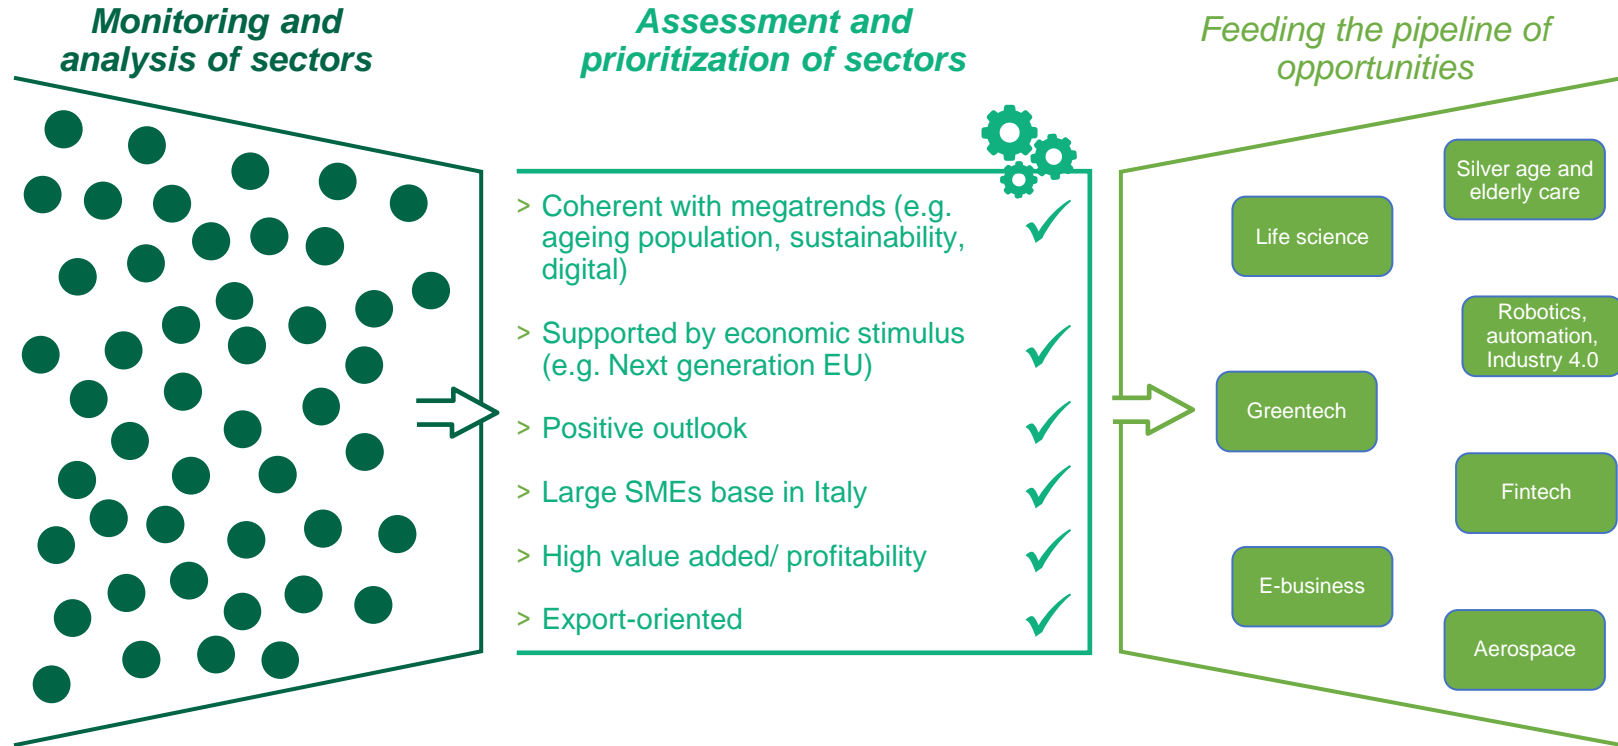 Monitoring and
analysis of sectors
Assessment and
prioritization of sectors
Feeding the pipeline of
opportunities
> Coherent with megatrends (e.g.
ageing population, sustainability,
digital)
> Supported by economic stimulus
(e.g. Next generation EU)
> Positive outlook
> Large SMEs base in Italy
> High value added/ profitability
> Export-oriented
Silver age and
elderly care
Life science
Robotics,
automation,
Industry 4.0
Greentech
Fintech
E-business
Aerospace